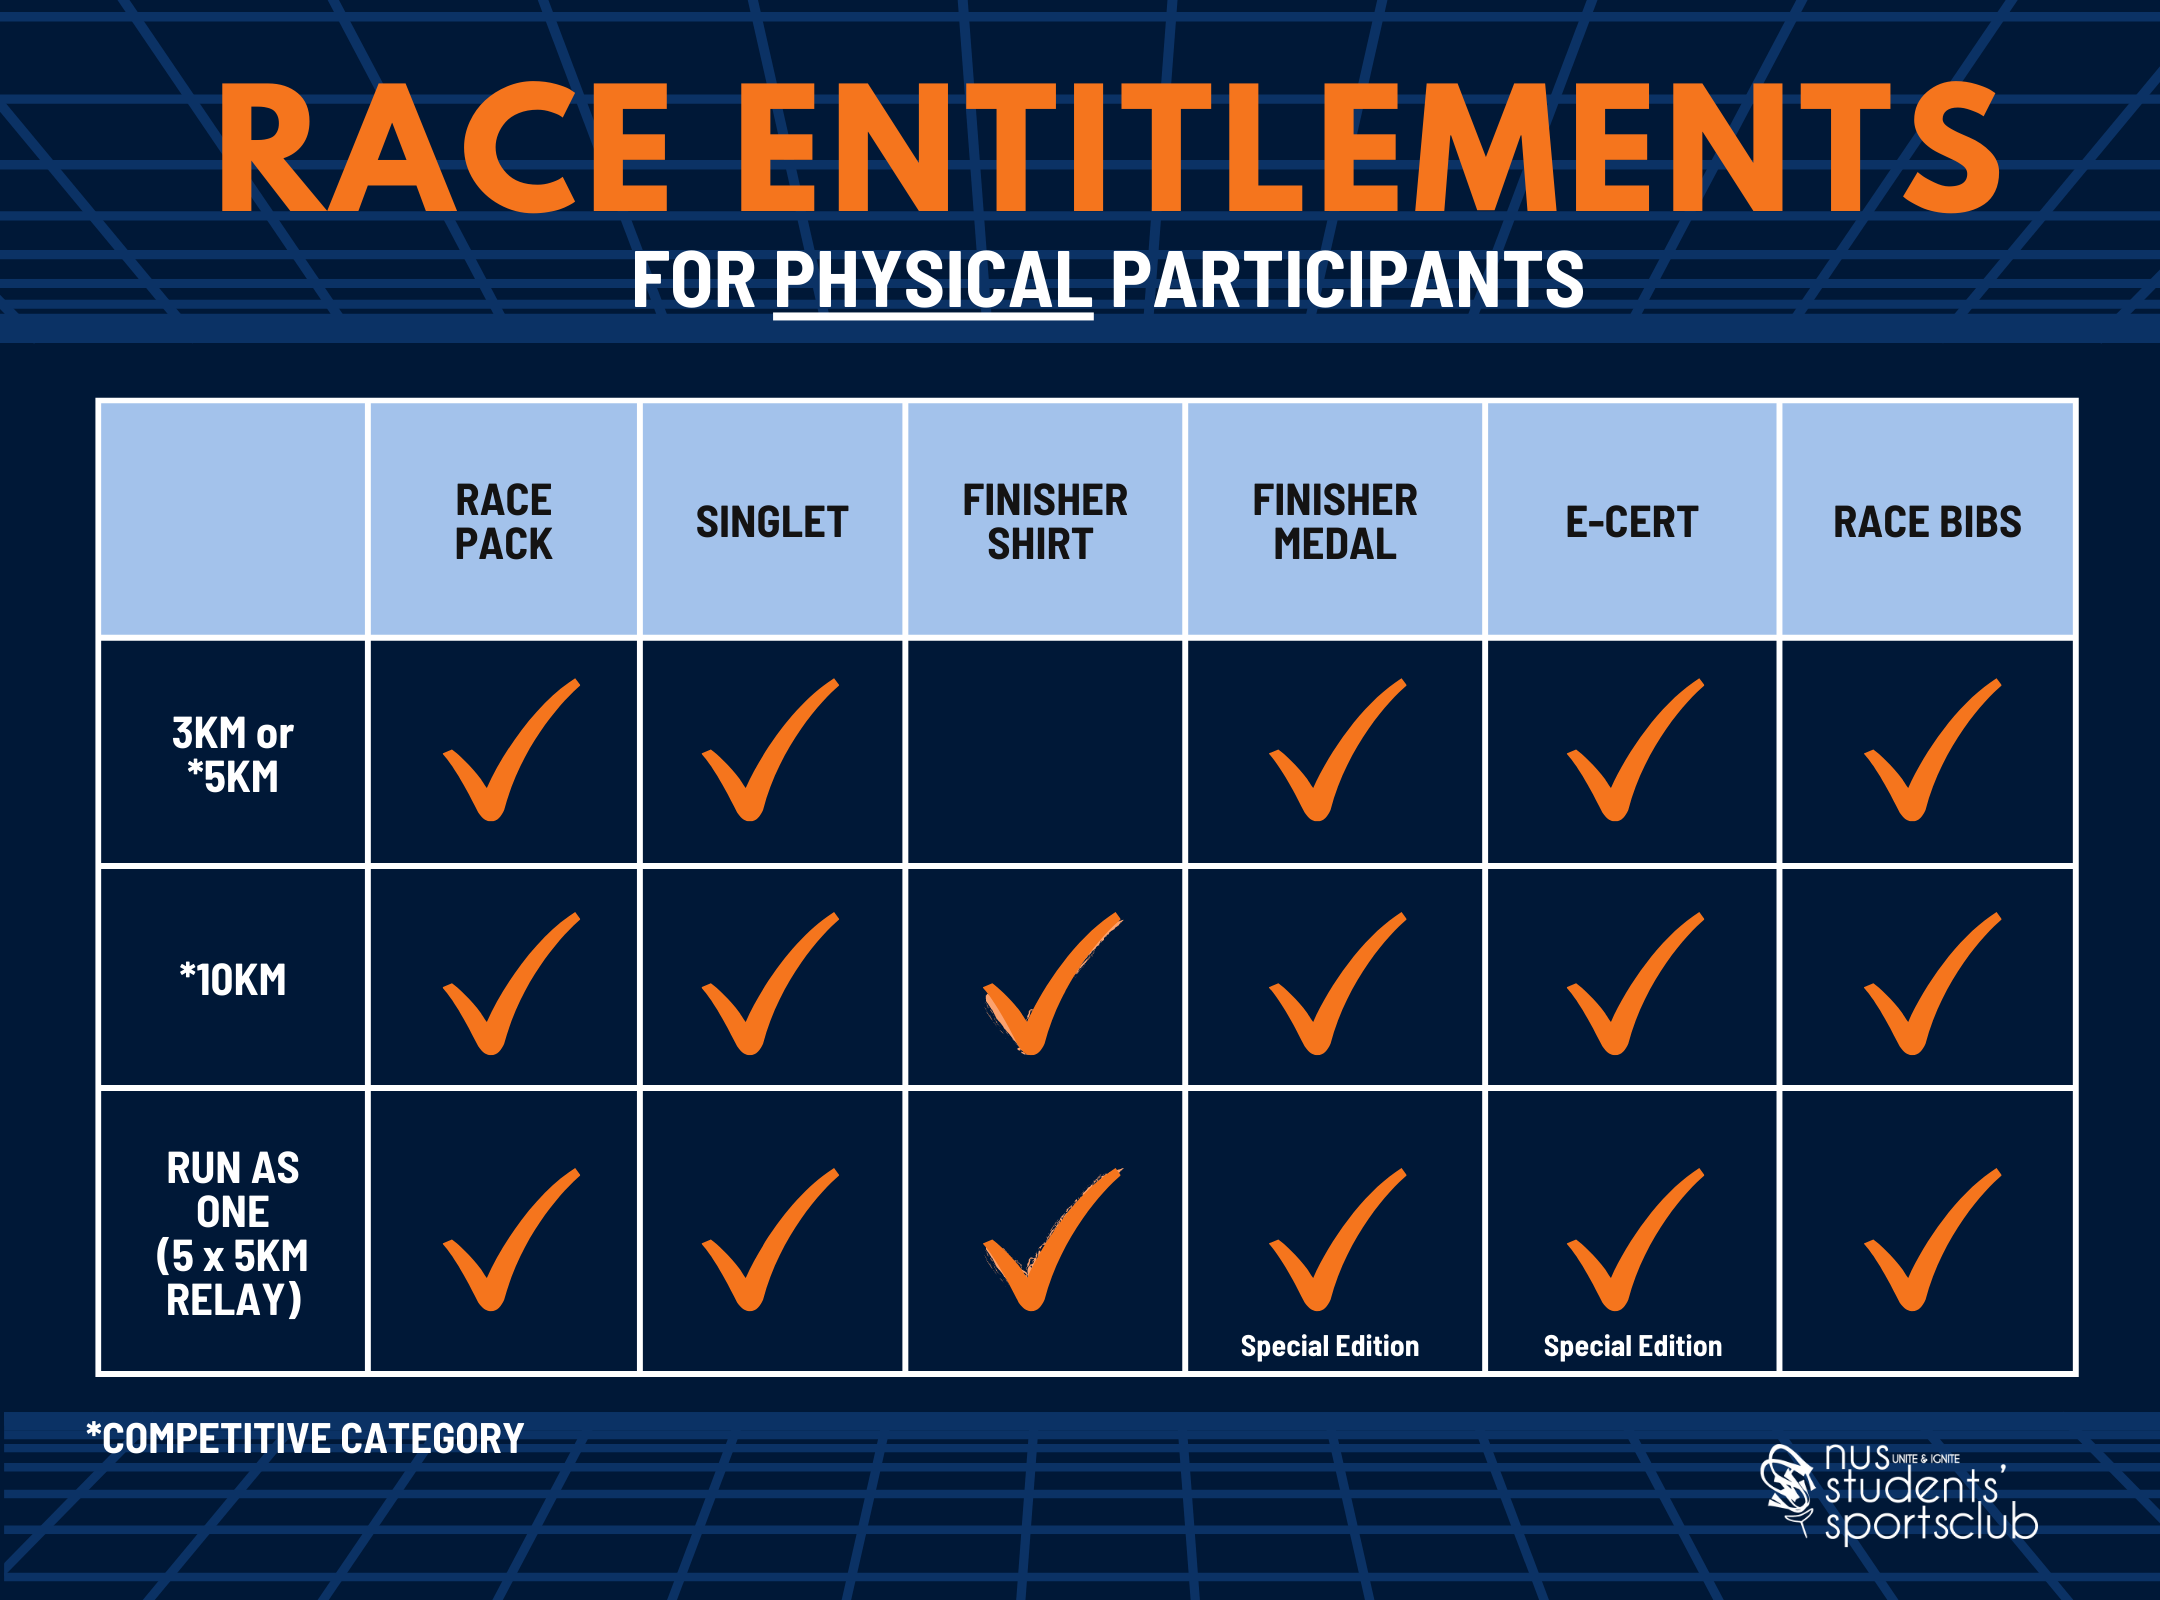 RACE ENTITLEMENTS
FOR PHYSICAL PARTICIPANTS
RACE
PACK
SINGLET
FINISHER
SHIRT
FINISHER
MEDAL
E-CERT
RACE BIBS
3KM or
*5KM
*10KM
RUN AS
ONE
(5 x 5KM
RELAY)
Special Edition
Special Edition
*COMPETITIVE CATEGORY
nus UNITE & IGNITE
students'
sportsclub